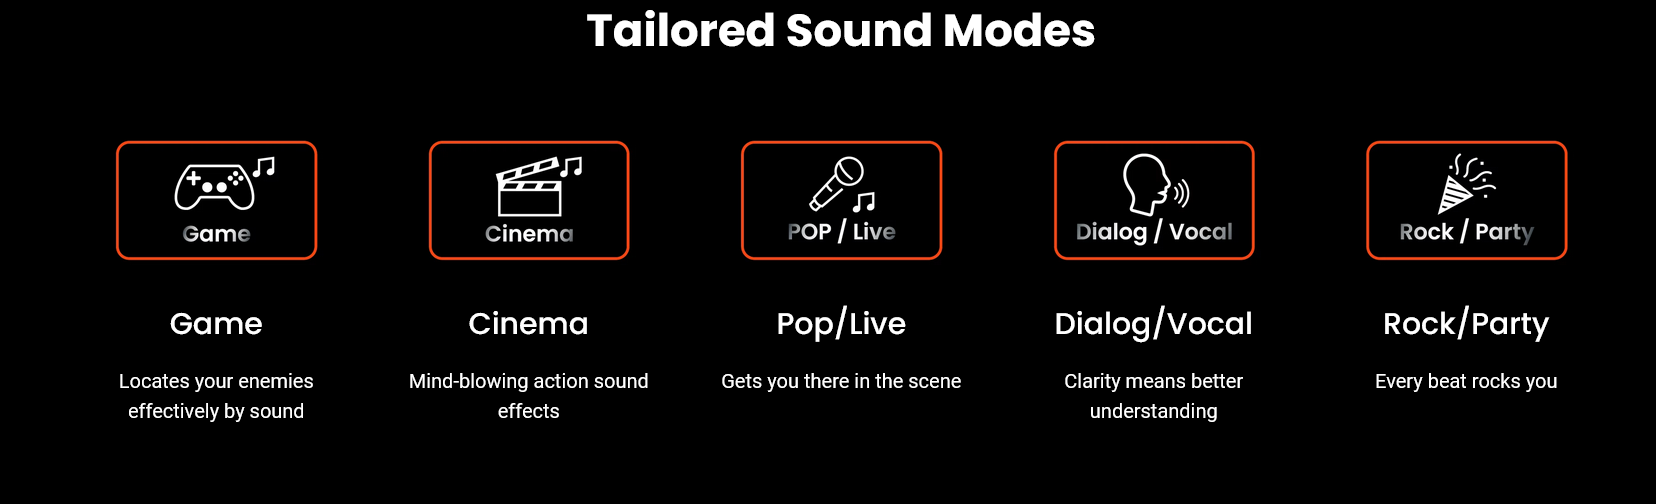 Tailored Sound Modes
Game
Cinema
POP / Live
Dialog / Vocal
Rock / Party
Game
Cinema
Pop/Live
Dialog/Vocal
Rock/Party
Locates your enemies
effectively by sound
Mind-blowing action sound
effects
Gets you there in the scene
Clarity means better
understanding
Every beat rocks you